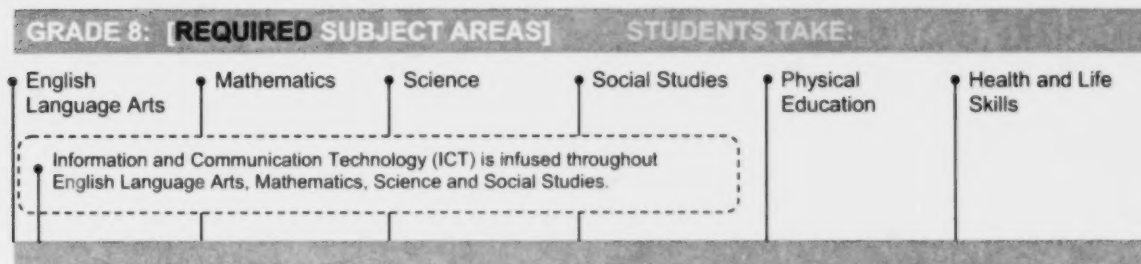 GRADE 8: [REQUIRED SUBJECT AREAS] STUDENTS TAKE:
English
Language Arts
Mathematics
Science
Social Studies
Physical
Education
Health and Life
Skills
Information and Communication Technology (ICT) is infused throughout
English Language Arts, Mathematics, Science and Social Studies.